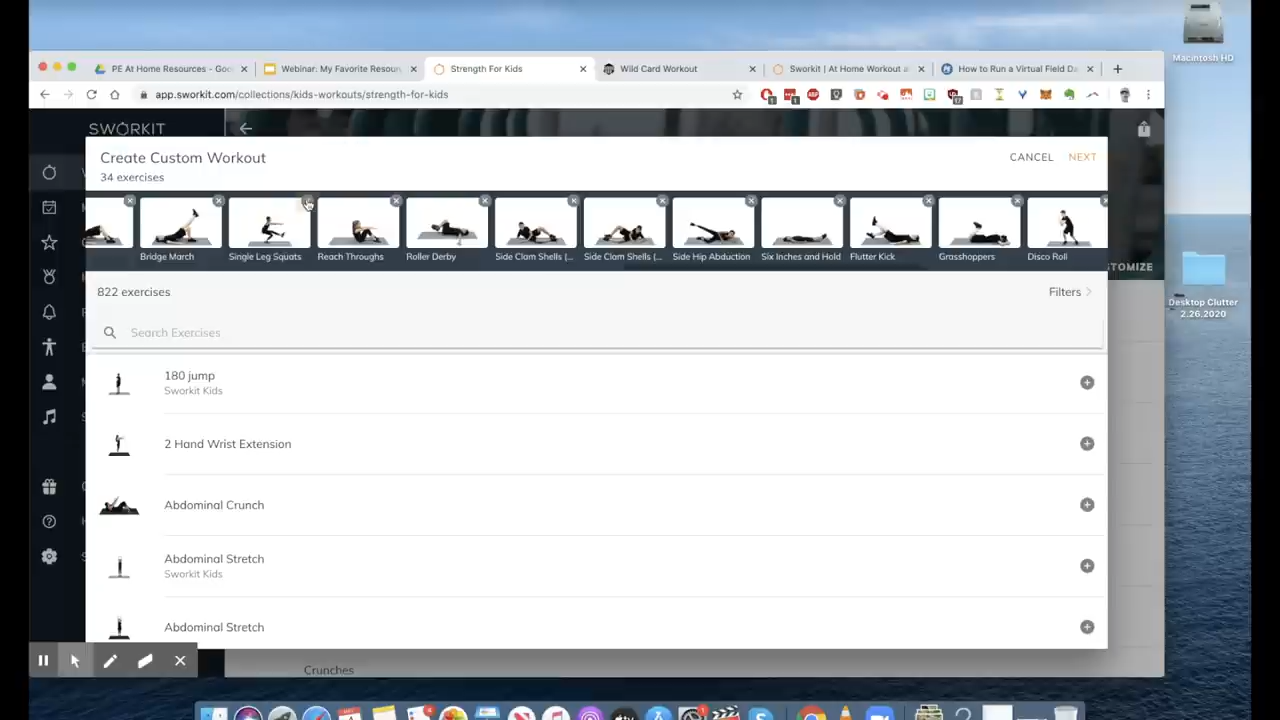 PE At Home Resources - Goo
Webinar: My Favorite Resour
Strength For Kids
Wild Card Workout
Sworkit | At Home Workout a
How to Run a Virtual Field Da
app.sworkit.com/collections/kids-workouts/strength-for-kids
Macintosh HD
SWORKIT
Create Custom Workout
CANCEL
NEXT
34 exercises
Bridge March
Single Leg Squats
Reach Throughs
Roller Derby
Side Clam Shells (...
Side Clam Shells (...
Side Hip Abduction
Six Inches and Hold
Flutter Kick
Grasshoppers
Disco Roll
TOMIZE
822 exercises
Filters
Search Exercises
Desktop Clutter
2.26.2020
180 jump
Sworkit Kids
2 Hand Wrist Extension
Abdominal Crunch
Abdominal Stretch
Sworkit Kids
Abdominal Stretch
Crunches